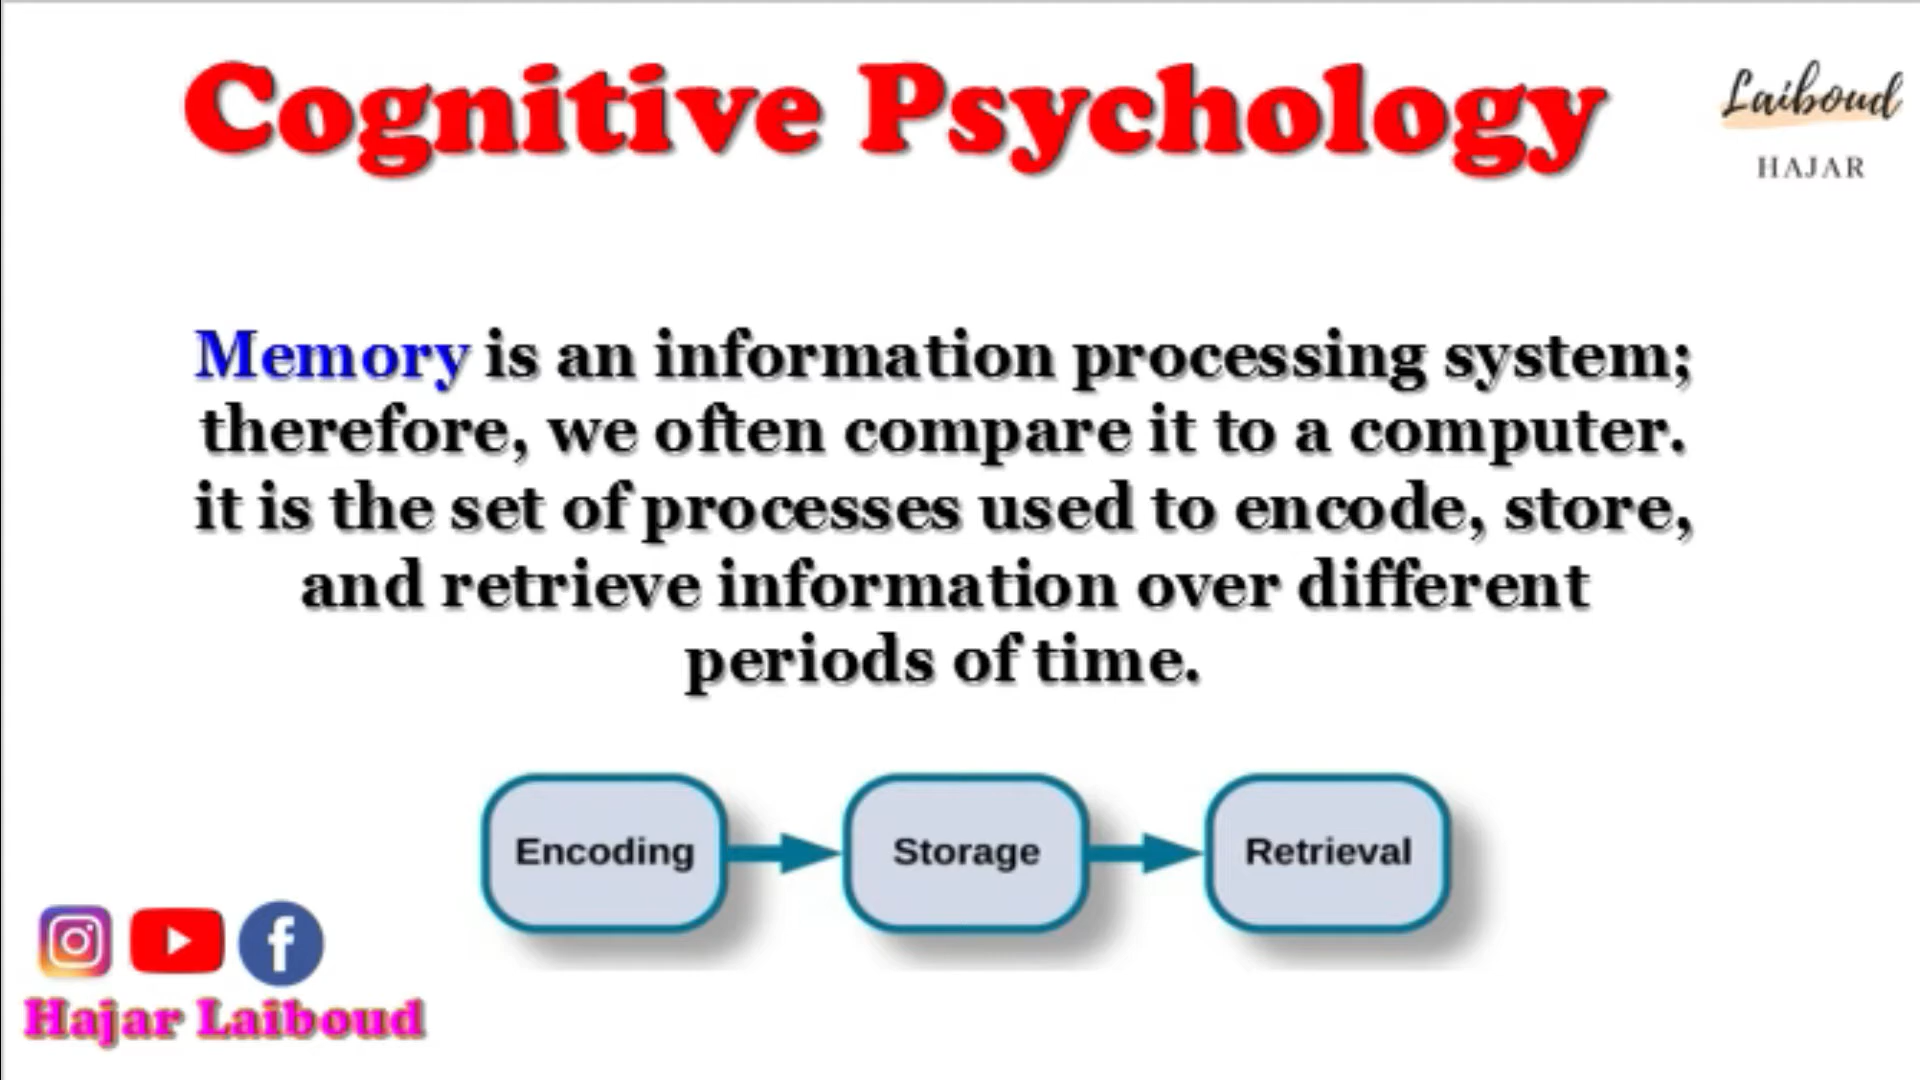 Cognitive Psychology
Laiboud
HAJAR
Memory is an information processing system;
therefore, we often compare it to a computer.
it is the set of processes used to encode, store,
and retrieve information over different
periods of time.
Encoding
Storage
Retrieval
f
Hajar Laiboud